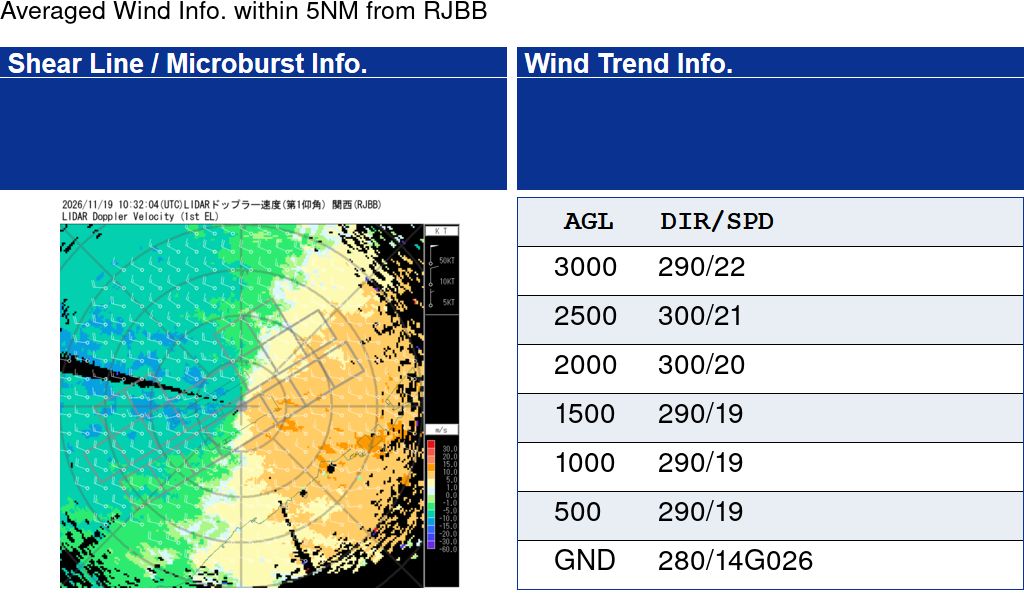 Averaged Wind Info. within 5NM from RJBB
Shear Line / Microburst Info.
Wind Trend Info.
2026/11/19 10:32:04(UTC)LIDARドップラー速度(第1仰角) 関西(RJBB)
LIDAR Doppler Velocity (1st EL)
KT
50KT
10KT
5KT
m/s
30.0
20.0
15.0
10.0
5.0
1.0
0.0
-1.0
-5.0
-10.0
-15.0
-20.0
-30.0
-60.0
AGL DIR/SPD
3000 290/22
2500 300/21
2000 300/20
1500 290/19
1000 290/19
500 290/19
GND 280/14G026